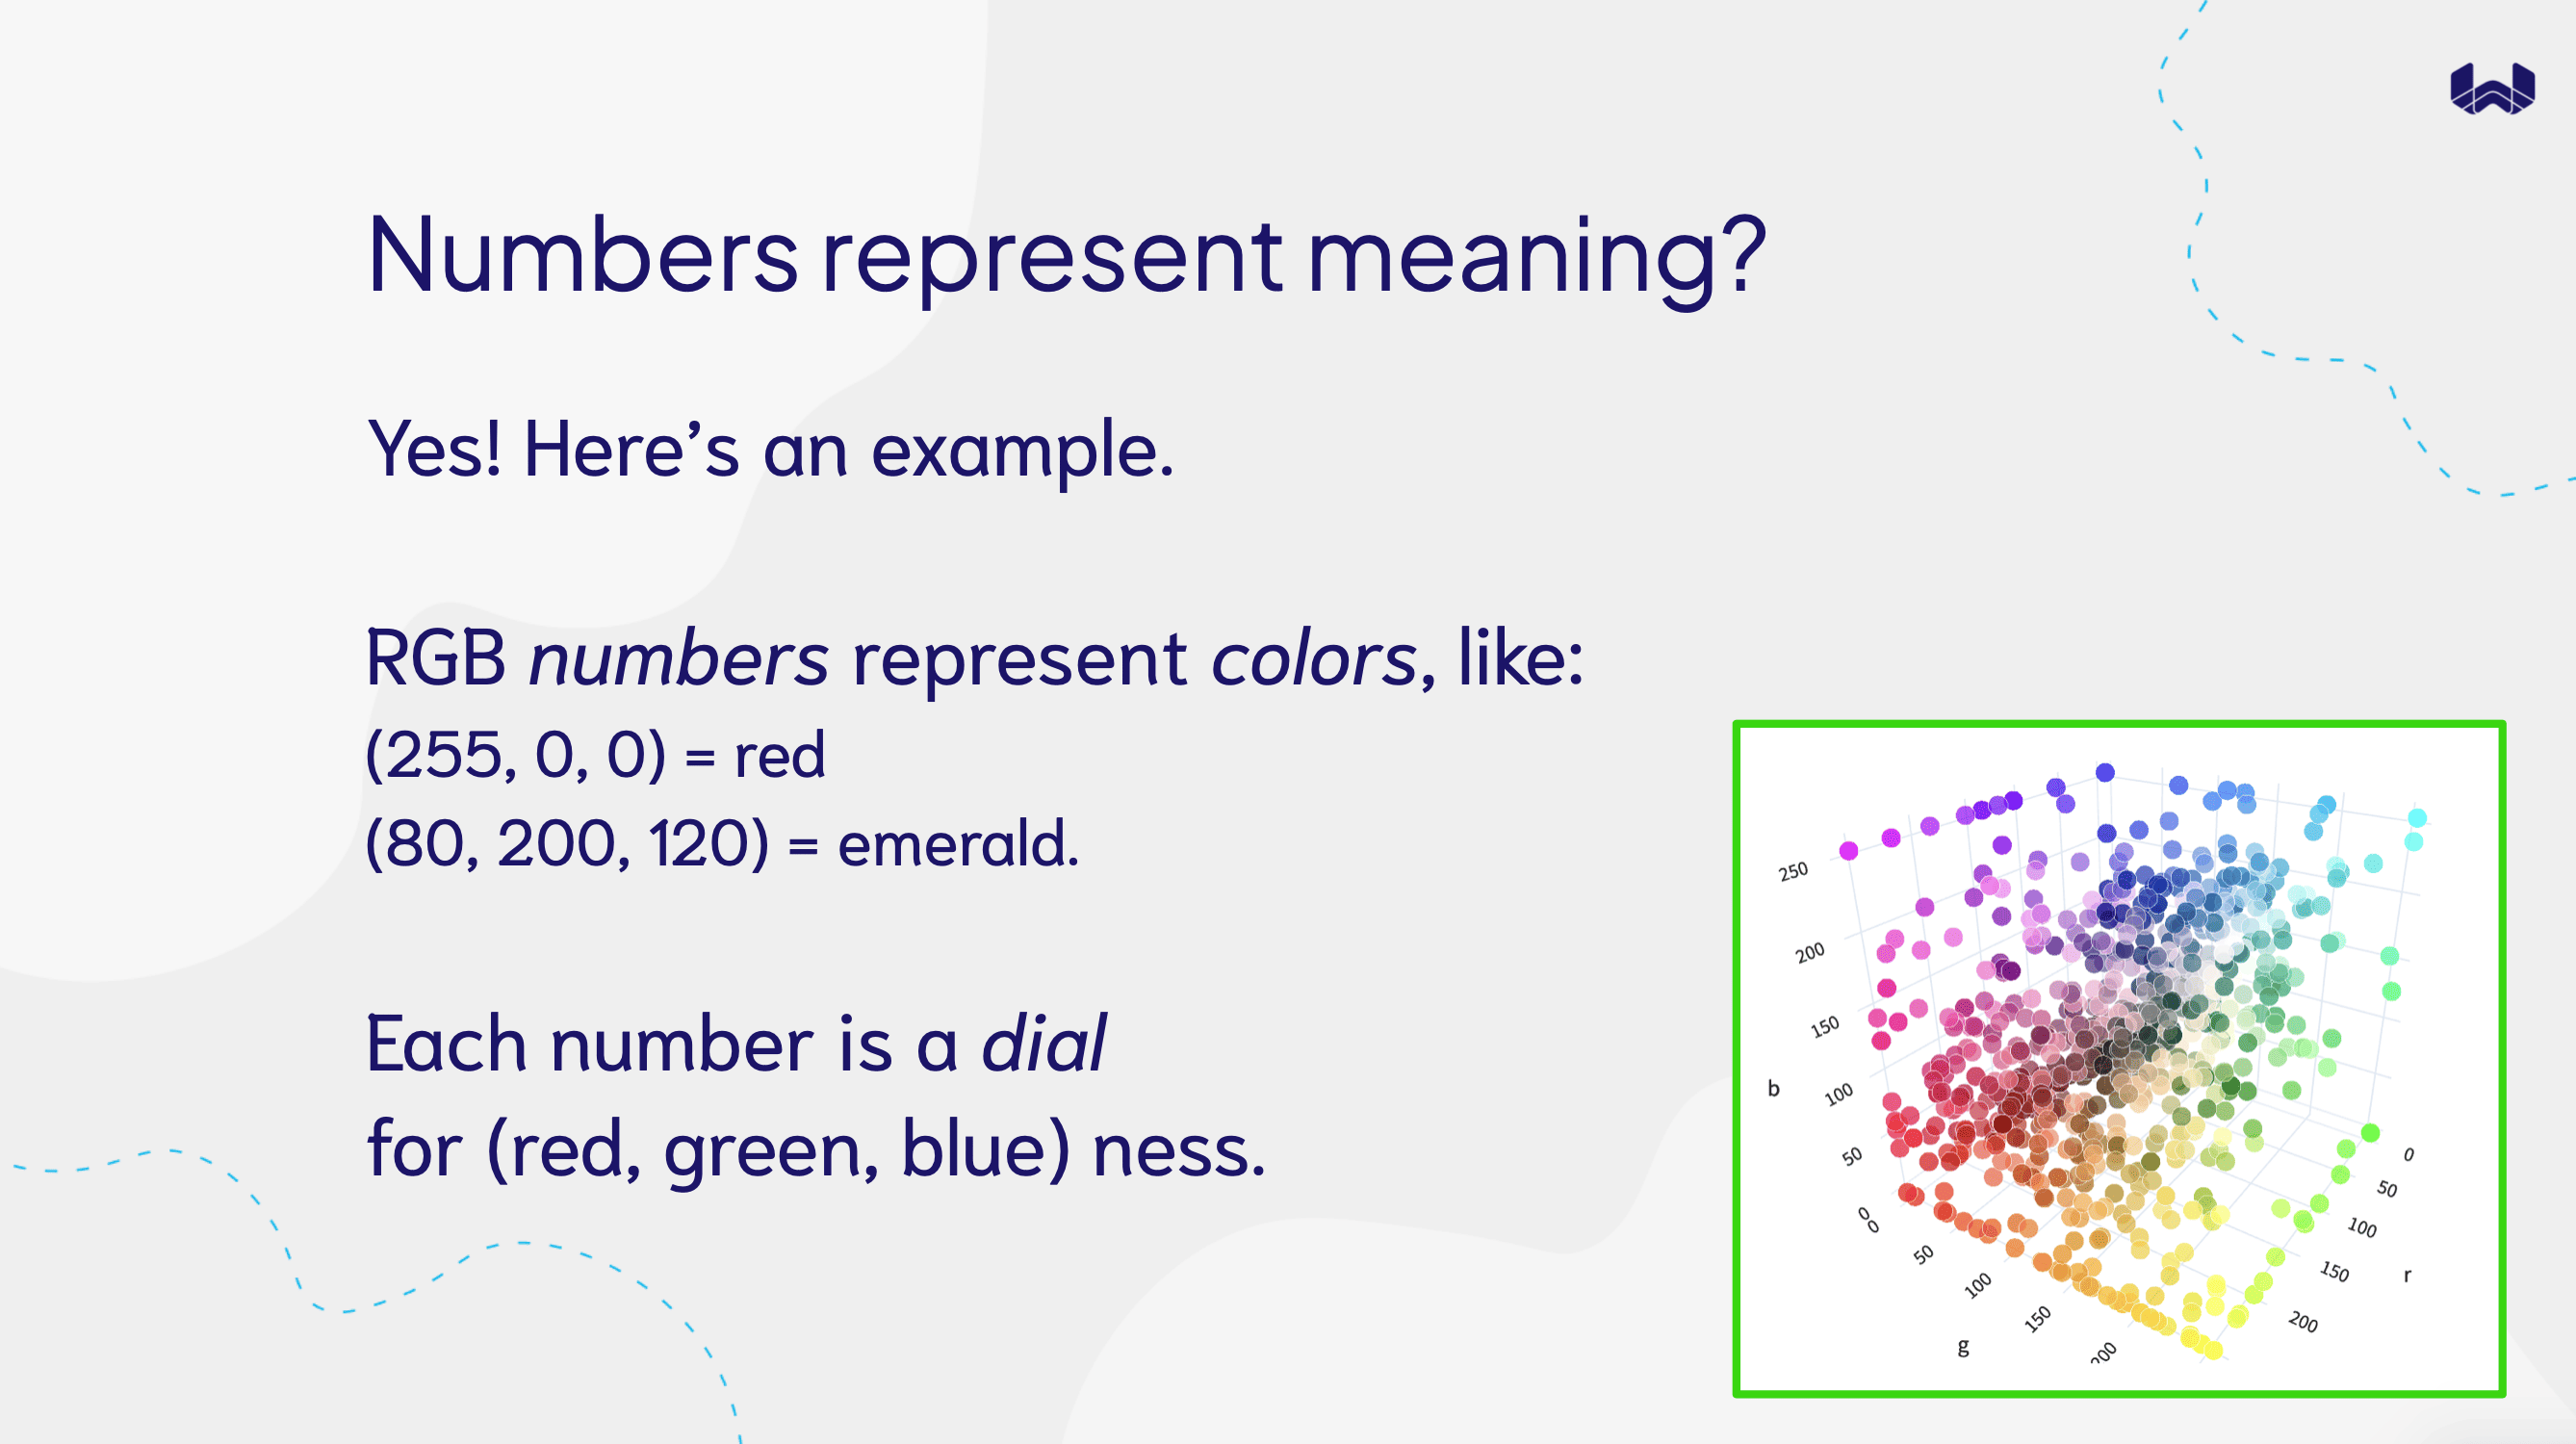 Numbers represent meaning?
Yes! Here’s an example.
RGB numbers represent colors, like:
(255, 0, 0) = red
(80, 200, 120) = emerald.
Each number is a dial
for (red, green, blue) ness.
250
200
150
100
50
0
b
0
50
100
150
200
g
0
50
100
150
200
r